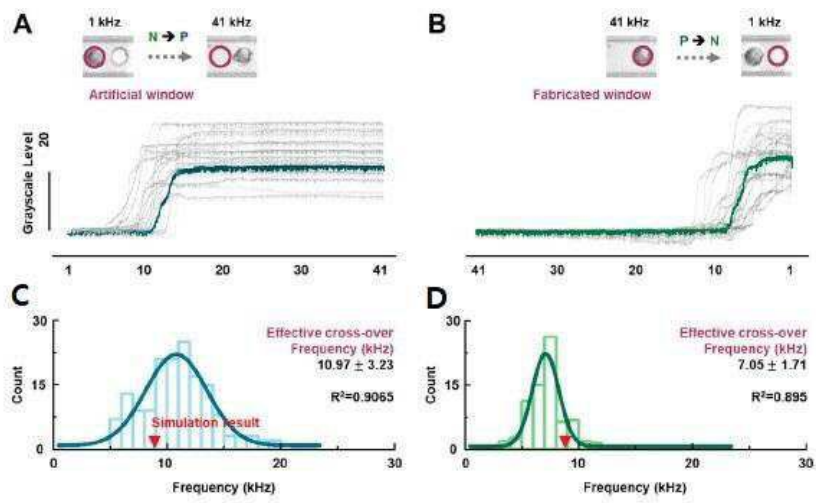 A
1 kHz
N → P
41 kHz
Artificial window
Grayscale Level
20
1 10 20 30 41
B
41 kHz
P → N
1 kHz
Fabricated window
41 30 20 10 1
C
30
15
0
Count
Effective cross-over
Frequency (kHz)
10.97 ± 3.23
R²=0.9065
Simulation result
0 10 20 30
Frequency (kHz)
D
30
15
0
Count
Effective cross-over
Frequency (kHz)
7.05 ± 1.71
R²=0.895
0 10 20 30
Frequency (kHz)